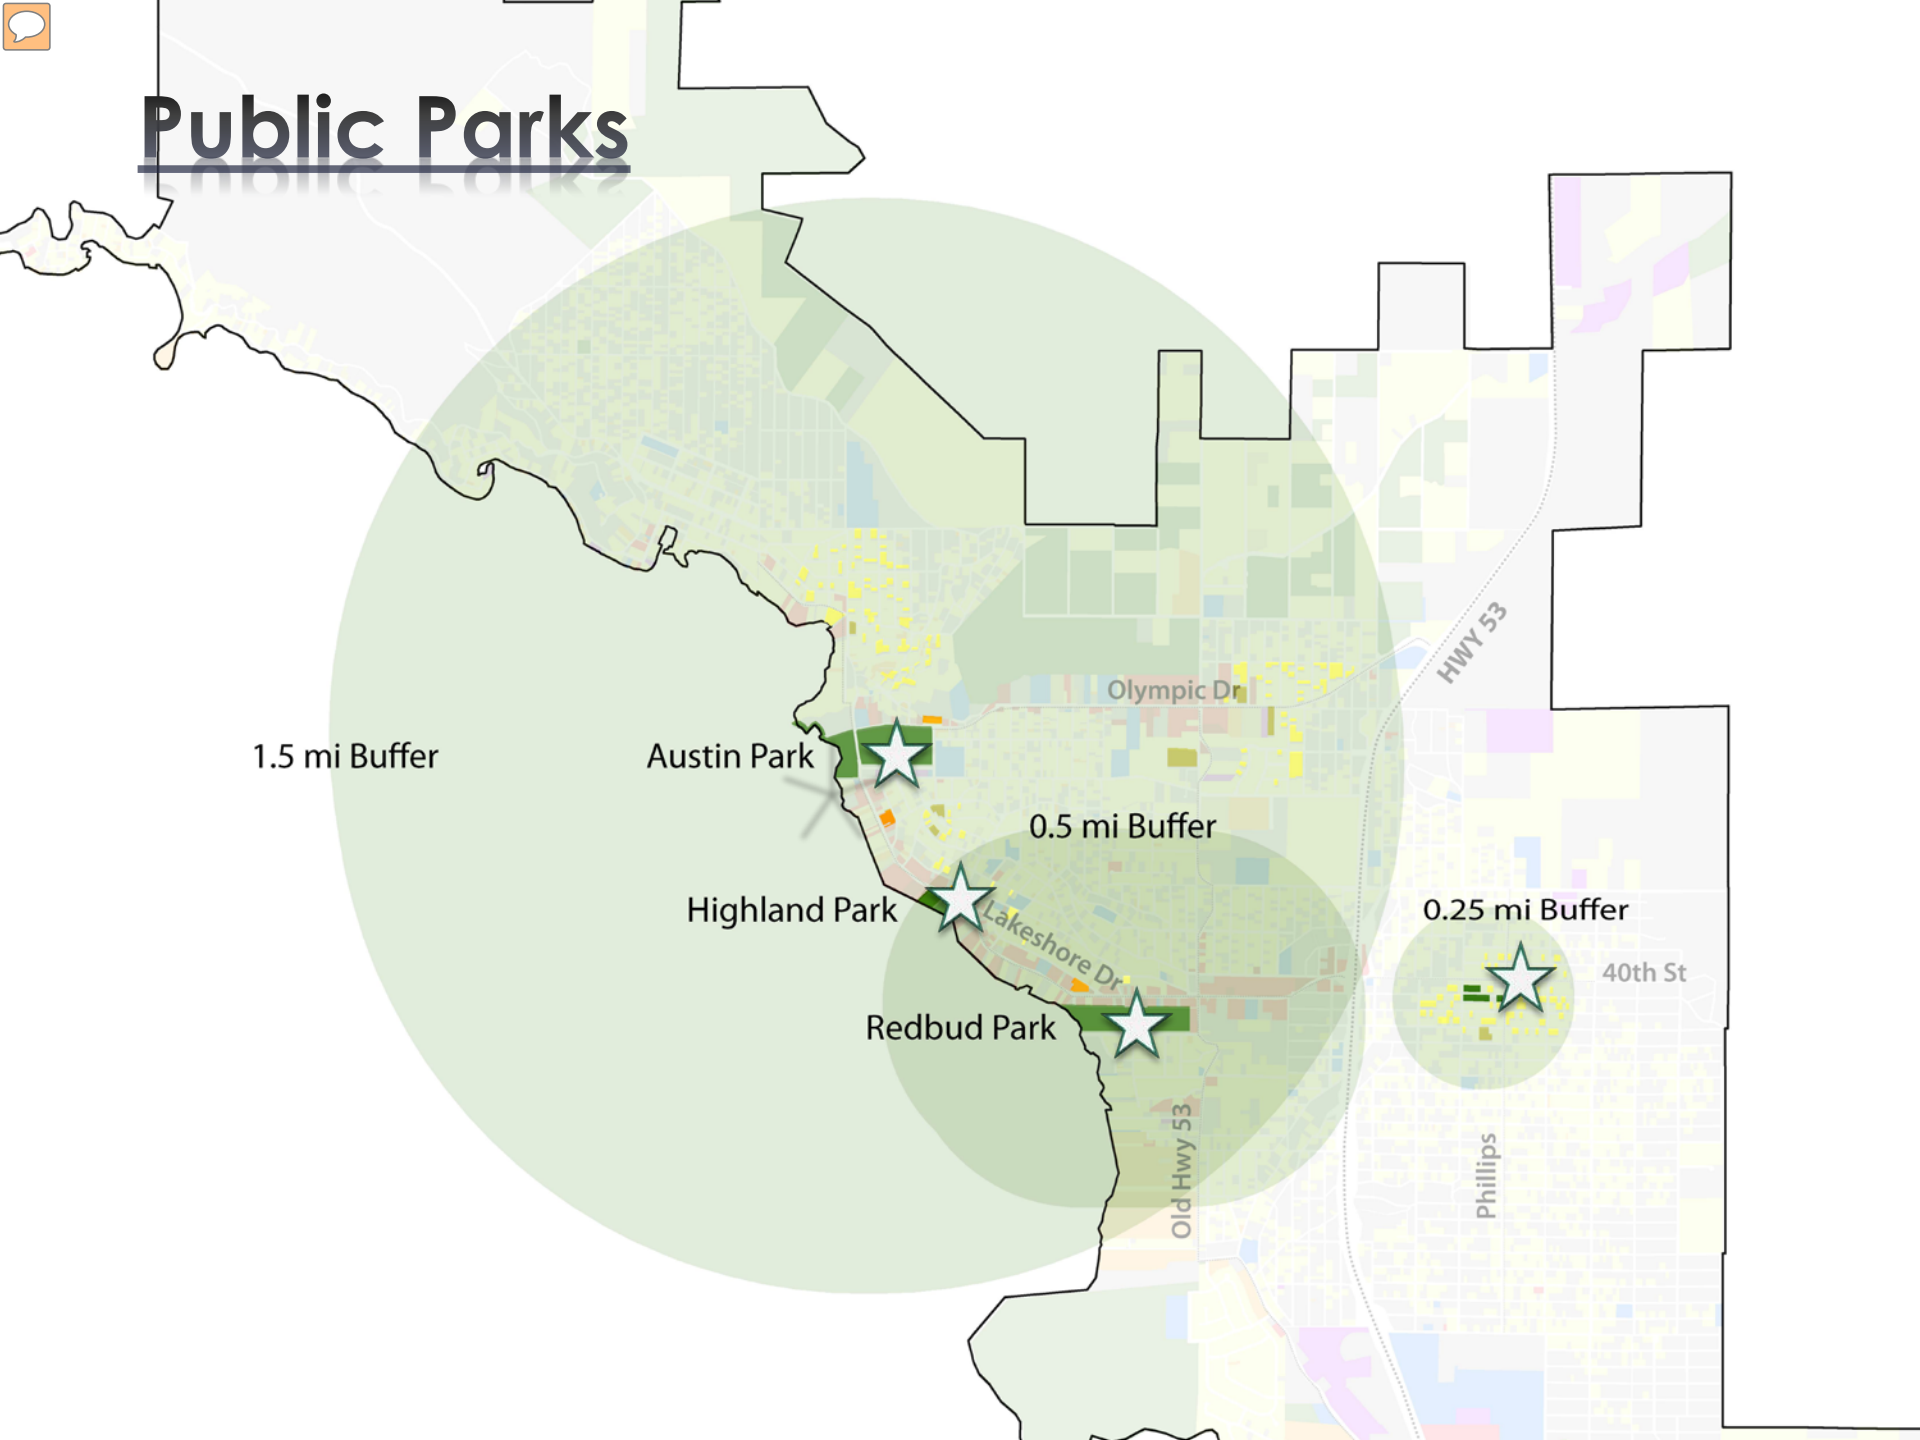 Public Parks
HWY 53
Olympic Dr
1.5 mi Buffer
Austin Park
0.5 mi Buffer
Highland Park
Lakeshore Dr
0.25 mi Buffer
40th St
Redbud Park
Old Hwy 53
Phillips